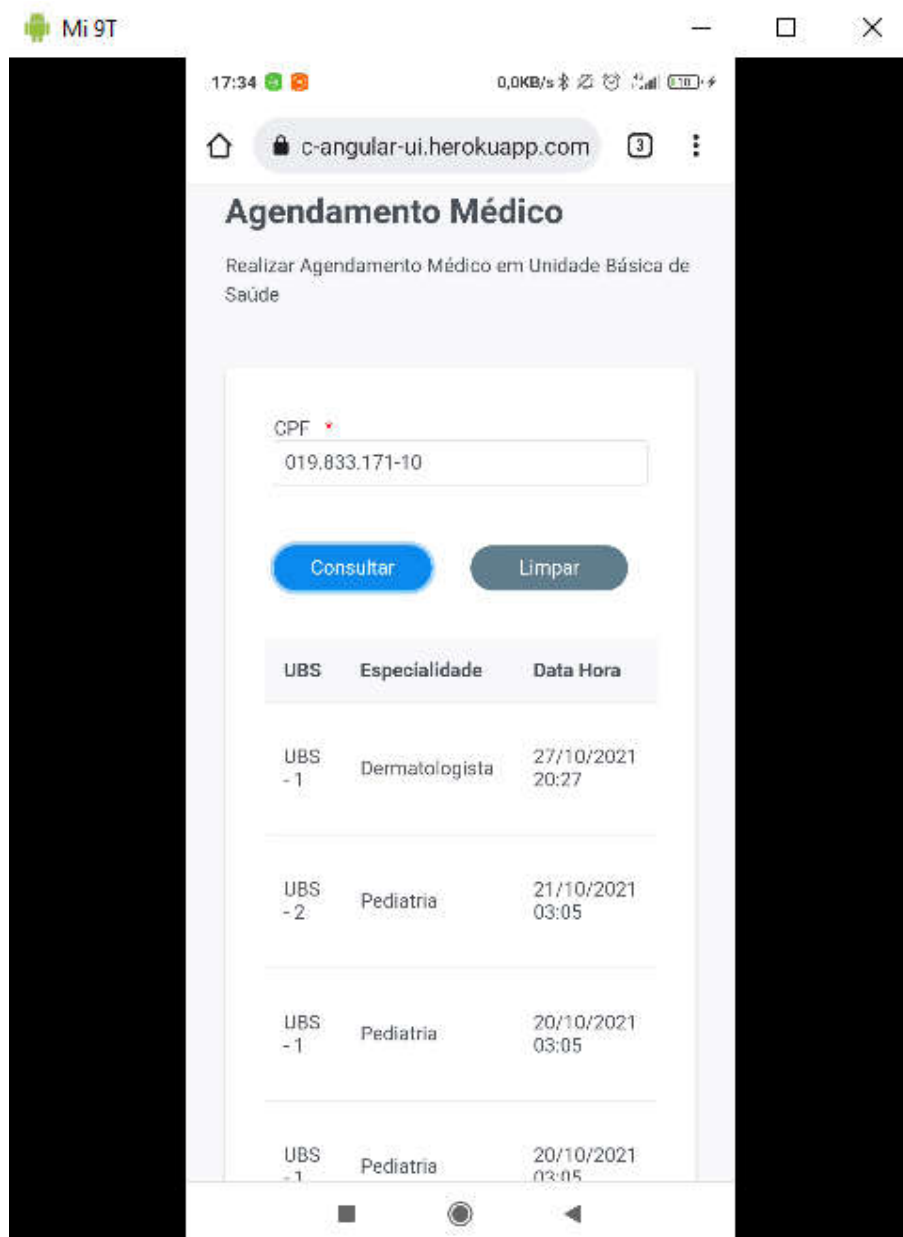 Mi 9T
17:34 0,0KB/s
c-angular-ui.herokuapp.com 3
Agendamento Médico
Realizar Agendamento Médico em Unidade Básica de
Saúde
CPF *
019.833.171-10
Consultar Limpar
UBS Especialidade Data Hora
UBS
- 1
Dermatologista
27/10/2021
20:27
UBS
- 2
Pediatria
21/10/2021
03:05
UBS
- 1
Pediatria
20/10/2021
03:05
UBS
- 1
Pediatria
20/10/2021
03:05